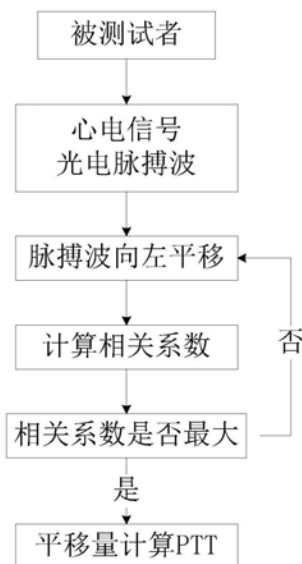 被测试者
心电信号
光电脉搏波
脉搏波向左平移
计算相关系数
否
相关系数是否最大
是
平移量计算PTT